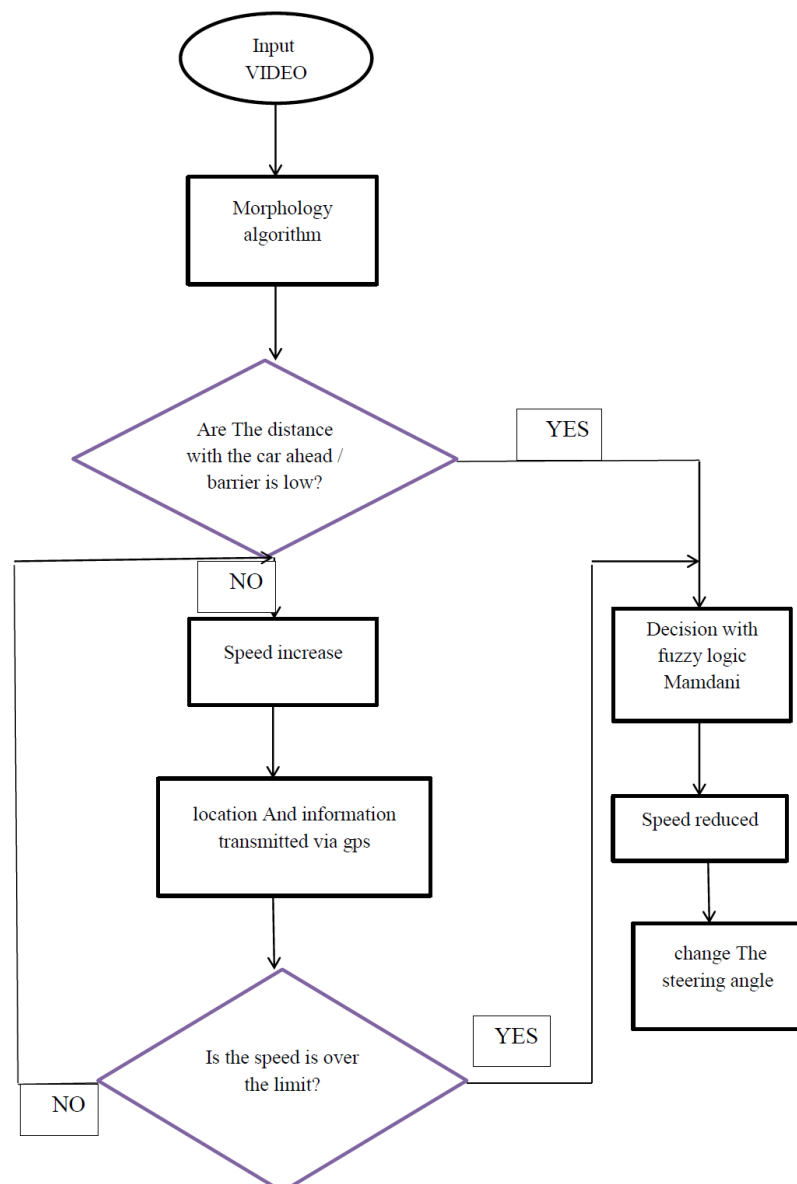 Input
VIDEO
Morphology
algorithm
Are The distance
with the car ahead /
barrier is low?
YES
NO
Speed increase
Decision with
fuzzy logic
Mamdani
location And information
transmitted via gps
Speed reduced
change The
steering angle
Is the speed is over
the limit?
YES
NO